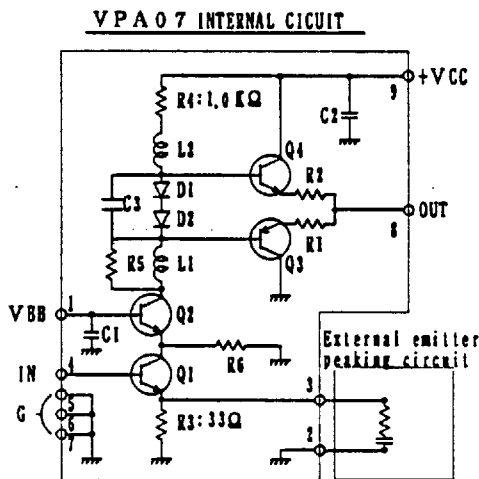 VPA07 INTERNAL CICUIT
+VCC
9
R4:1.0KΩ
C2
L2
Q4
R2
D1
C3
D2
OUT
8
R1
Q3
R5
L1
VBB
1
Q2
C1
External emitter
peaking circuit
R6
IN
4
Q1
3
G
5
6
7
R3:33Ω
2